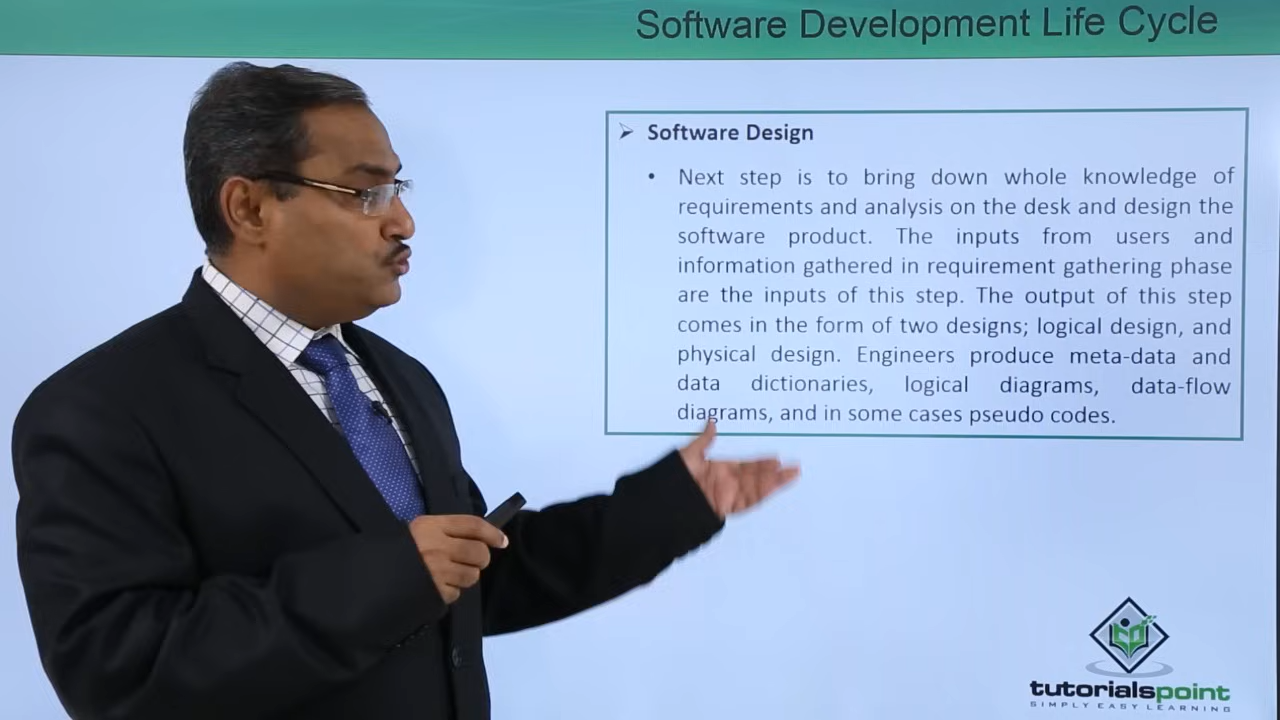 Software Development Life Cycle
Software Design
• Next step is to bring down whole knowledge of
requirements and analysis on the desk and design the
software product. The inputs from users and
information gathered in requirement gathering phase
are the inputs of this step. The output of this step
comes in the form of two designs; logical design, and
physical design. Engineers produce meta-data and
data dictionaries, logical diagrams, data-flow
diagrams, and in some cases pseudo codes.
tutorialspoint
SIMPLY EASY LEARNING